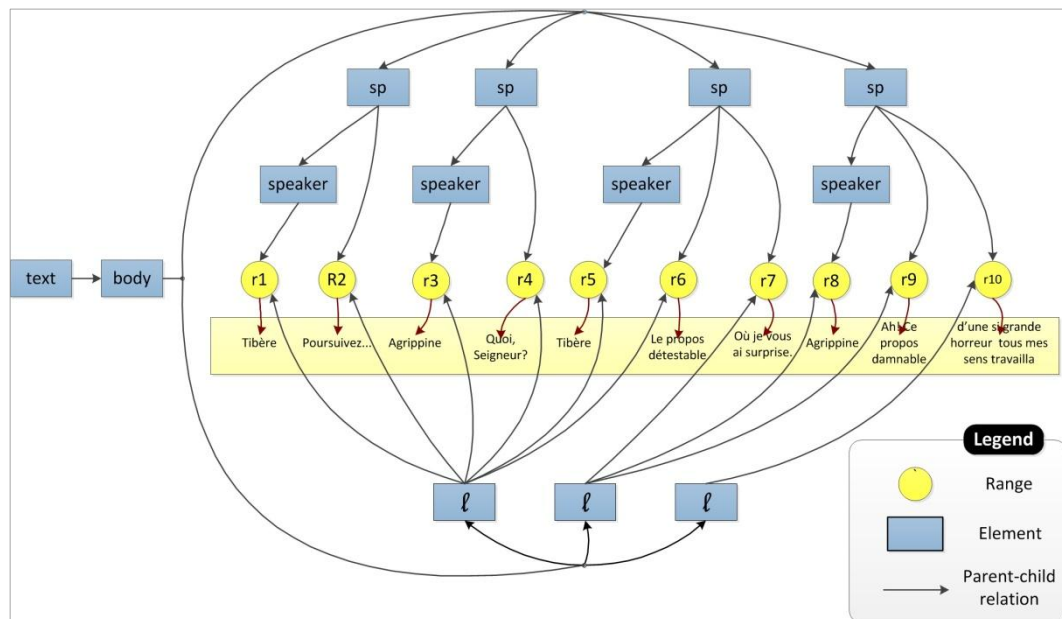 sp sp sp sp
speaker speaker speaker speaker
text body r1 R2 r3 r4 r5 r6 r7 r8 r9 r10
Tibère
Poursuivez...
Agrippine
Quoi,
Seigneur?
Tibère
Le propos
détestable
Où je vous
ai surprise.
Agrippine
Ah! Ce
propos
damnable
d'une si grande
horreur tous mes
sens travailla
ℓ ℓ ℓ
Legend
Range
Element
Parent-child
relation